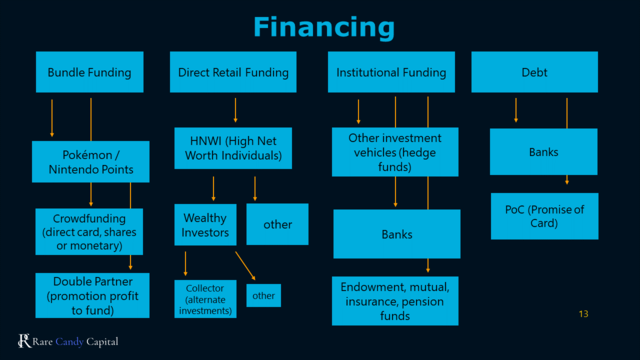 Financing
Bundle Funding
Direct Retail Funding
Institutional Funding
Debt
Pokémon /
Nintendo Points
HNWI (High Net
Worth Individuals)
Other investment
vehicles (hedge
funds)
Banks
Crowdfunding
(direct card, shares
or monetary)
Wealthy
Investors
other
Banks
PoC (Promise of
Card)
Double Partner
(promotion profit
to fund)
Collector
(alternate
investments)
other
Endowment, mutual,
insurance, pension
funds
13
RC Rare Candy Capital